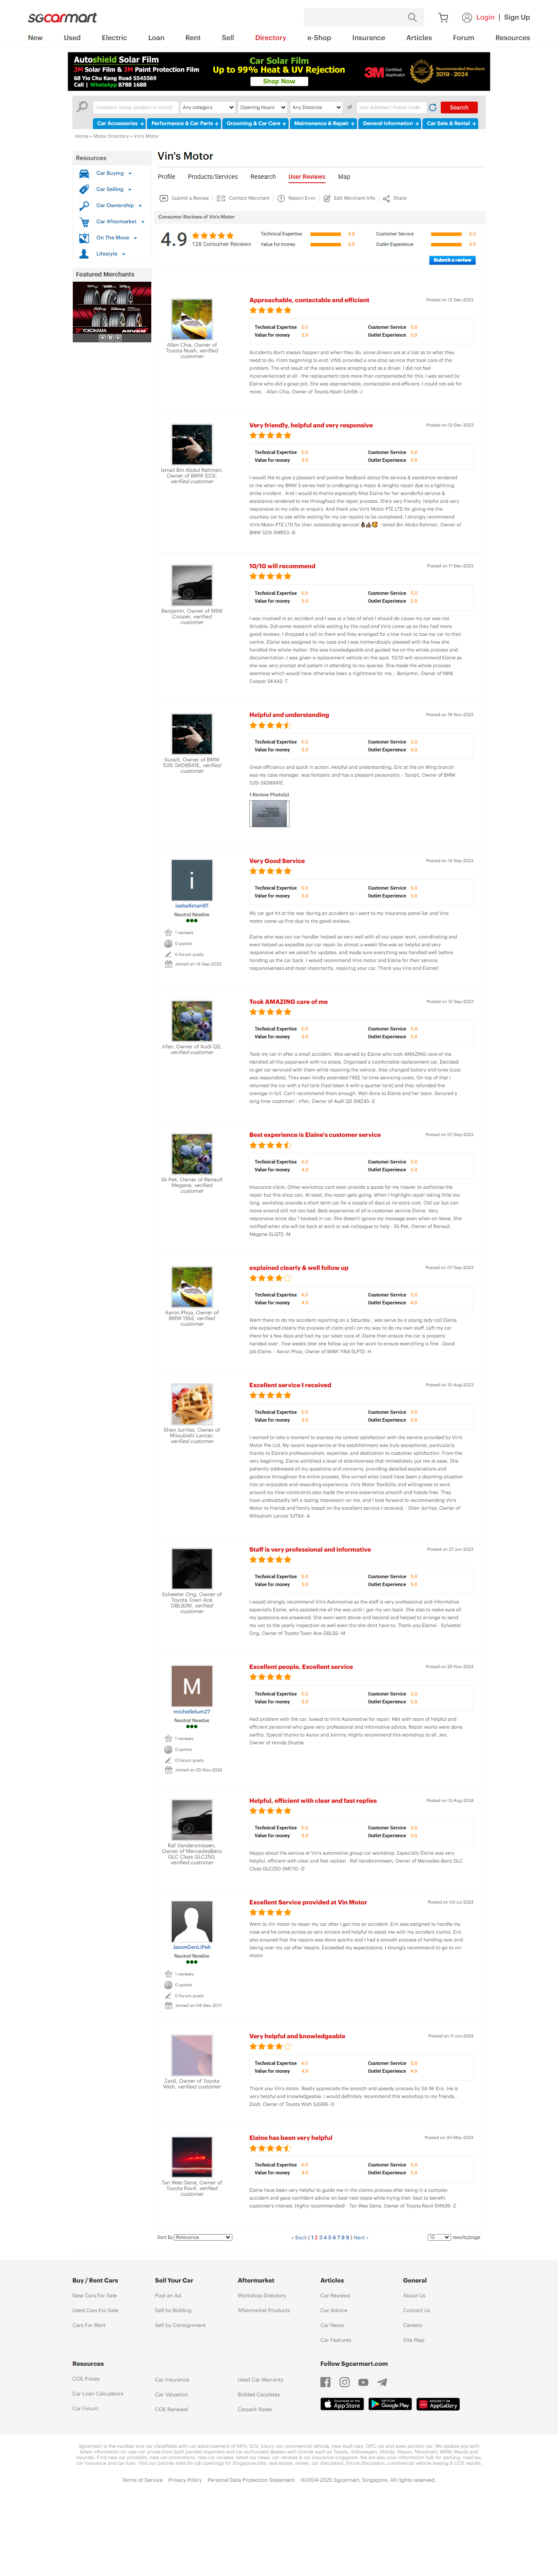 sgcarmart
Login | Sign Up
New Used Electric Loan Rent Sell Directory e-Shop Insurance Articles Forum Resources
Autoshield Solar Film
3M Solar Film & 3M Paint Protection Film
68 Yio Chu Kang Road S545569
Call | WhatsApp 8788 1688
Car Solar Film
Up to 99% Heat & UV Rejection
Shop Now
Company name, product or brand Any category Opening Hours Any Distance of Your Address / Postal Code Search
Car Accessories + Performance & Car Parts + Grooming & Car Care + Maintenance & Repair + General Information + Car Sale & Rental +
Home » Motor Directory » Vin's Motor
Resources
Car Buying
Car Selling
Car Ownership
Car Aftermarket
On The Move
Lifestyle
Featured Merchants
Vin's Motor
Profile Products/Services Research User Reviews Map
Submit a Review Contact Merchant Report Error Edit Merchant Info Share
Consumer Reviews of Vin's Motor
4.9
128 Consumer Reviews
Technical Expertise 4.8 Customer Service 5.0
Value for money 4.8 Outlet Experience 4.9
Submit a review
Allan Chia, Owner of
Toyota Noah, verified
customer
Approachable, contactable and efficient Posted on 12-Dec-2023
Technical Expertise 5.0 Customer Service 5.0
Value for money 5.0 Outlet Experience 5.0
Accidents don't always happen and when they do, some drivers are at a lost as to what they
need to do. From beginning to end, VINS provided a one-stop service that took care of the
problem. The end results of the repairs were amazing and as a driver, I did not feel
inconvenienced at all - the replacement care more than compensated for this. I was served by
Elaine who did a great job. She was approachable, contactable and efficient. I could not ask for
more. - Allan Chia, Owner of Toyota Noah SJH56-J
Ismail Bin Abdul Rahman,
Owner of BMW 523I,
verified customer
Very friendly, helpful and very responsive Posted on 12-Dec-2023
Technical Expertise 5.0 Customer Service 5.0
Value for money 5.0 Outlet Experience 5.0
I would like to give a pleasant and positive feedback about the service & assistance rendered
to me when my BMW 5 series had to undergoing a major & lenghty repair due to a lighting
strike incident . And I would to thanks especially Miss Elaine for her wonderful service &
assistance rendered to me throughout the repair process. She's very friendly, helpful and very
responsive to my calls or enquiry. And thank you Vin's Motor PTE LTD for giving me the
courtesy car to use while waiting for my car repairs to be completed. I strongly recommend
Vin's Motor PTE LTD for their outstanding service! - Ismail Bin Abdul Rahman, Owner of
BMW 523I SMR53-B
Benjamin, Owner of MINI
Cooper, verified
customer
10/10 will recommend Posted on 11-Dec-2023
Technical Expertise 5.0 Customer Service 5.0
Value for money 5.0 Outlet Experience 5.0
I was involved in an accident and I was at a loss of what I should do cause my car was not
drivable. Did some research while waiting by the road and Vin's came up as they had many
good reviews. I dropped a call to them and they arranged for a tow truck to tow my car to their
centre. Elaine was assigned to my case and I was tremendously pleased with the how she
handled the whole matter. She was knowledgeable and guided me on the proper procedure and
documentation. I was given a replacement vehicle on the spot. 10/10 will recommend Elaine as
she was very prompt and patient in attending to my queries. She made the whole process
seamless which would have otherwise been a nightmare for me. - Benjamin, Owner of MINI
Cooper SKA42-T
Surajit, Owner of BMW
535i SKD8941E, verified
customer
Helpful and understanding Posted on 16-Nov-2023
Technical Expertise 4.0 Customer Service 5.0
Value for money 5.0 Outlet Experience 4.0
Great efficiency and quick in action. Helpful and understanding. Eric at the sin Ming branch
was my case manager, was fantastic and has a pleasant personality. - Surajit, Owner of BMW
535i SKD8941E
1 Review Photo(s)
isabelletan97
Neutral Newbie
1 reviews
0 points
0 forum posts
Joined on 14-Sep-2023
Very Good Service Posted on 14-Sep-2023
Technical Expertise 5.0 Customer Service 5.0
Value for money 5.0 Outlet Experience 5.0
My car got hit at the rear during an accident so i went to my insurance panel list and Vins
motor came up first due to the good reviews.
Elaine who was our car handler helped us very well with all our paper work, coordinating and
even helped us expedite our car repair by almost a week! She was so helpful and very
responsive when we asked for updates, and made sure everything was handled well before
handing us the car back. I would recommend Vins motor and Elaine for their service,
responsiveness and most importantly, repairing your car. Thank you Vins and Elaine!!
Irfan, Owner of Audi Q5,
verified customer
Took AMAZING care of me Posted on 12-Sep-2023
Technical Expertise 5.0 Customer Service 5.0
Value for money 5.0 Outlet Experience 5.0
Took my car in after a small accident. Was served by Elaine who took AMAZING care of me.
Handled all the paperwork with no stress. Organised a comfortable replacement car. Decided
to get car serviced with them while repairing the vehicle. Also changed battery and tyres (cost
was reasonable). They even kindly extended FREE 1st time servicing costs. On top of that I
returned the car with a full tank (I had taken it with a quarter tank) and they refunded the
average in full. Can't recommend them enough. Well done to Elaine and her team. Secured a
long time customer! - Irfan, Owner of Audi Q5 SMZ45-E
Sk Pek, Owner of Renault
Megane, verified
customer
Best experience is Elaine's customer service Posted on 07-Sep-2023
Technical Expertise 4.0 Customer Service 5.0
Value for money 4.0 Outlet Experience 5.0
Insurance claim. Other workshop cant even provide a quote for my insurer to authorise the
repair but this shop can. At least, the repair gets going. When I highlight repair taking little too
long, workshop provide a short term car for a couple of days at no extra cost. Old car but can
move around still not too bad. Best experience of all is customer service Elaine. Very
responsive since day 1 booked in car. She doesn't ignore my message even when on leave. She
notified when she will be back at work or ask colleague to help . Sk Pek, Owner of Renault
Megane SLQ72-M
Aaron Phoa, Owner of
BMW 116d, verified
customer
explained clearly & well follow up Posted on 07-Sep-2023
Technical Expertise 4.0 Customer Service 5.0
Value for money 4.0 Outlet Experience 4.0
Went there to do my accident reporting on a Saturday , was serve by a young lady call Elaine,
she explained clearly the process of claim and I on my way to do my own stuff. Left my car
there for a few days and had my car taken care of. Elaine then ensure the car is properly
handed over , few weeks later she follow up on her work to ensure everything is fine . Good
job Elaine. - Aaron Phoa, Owner of BMW 116d SLP72-H
Shen JunYao, Owner of
Mitsubishi Lancer,
verified customer
Excellent service I received Posted on 10-Aug-2023
Technical Expertise 5.0 Customer Service 5.0
Value for money 5.0 Outlet Experience 5.0
I wanted to take a moment to express my utmost satisfaction with the service provided by Vin's
Motor Pte Ltd. My recent experience at the establishment was truly exceptional, particularly
thanks to Elaine's professionalism, expertise, and dedication to customer satisfaction. From the
very beginning, Elaine exhibited a level of attentiveness that immediately put me at ease. She
patiently addressed all my questions and concerns, providing detailed explanations and
guidance throughout the entire process. She turned what could have been a daunting situation
into an enjoyable and rewarding experience. Vin's Motor flexibility and willingness to work
around my time constraints also made the entire experience smooth and hassle-free. They
have undoubtedly left a lasting impression on me, and I look forward to recommending Vin's
Motor to friends and family based on the excellent service I received. - Shen JunYao, Owner of
Mitsubishi Lancer SJT64-A
Sylvester Ong, Owner of
Toyota Town Ace
GBL92M, verified
customer
Staff is very professional and informative Posted on 27-Jun-2023
Technical Expertise 5.0 Customer Service 5.0
Value for money 5.0 Outlet Experience 5.0
I would strongly recommend Vin's Automotive as the staff is very professional and informative
especially Elaine, who assisted me all the way until I got my van back. She also to make sure all
my questions are answered. She even went above and beyond and helped to arrange to send
my van to the yearly inspection as well even tho she dont have to. Thank you Elaine! - Sylvester
Ong, Owner of Toyota Town Ace GBL92-M
michellelum27
Neutral Newbie
1 reviews
0 points
0 forum posts
Joined on 25-Nov-2024
Excellent people, Excellent service Posted on 25-Nov-2024
Technical Expertise 5.0 Customer Service 5.0
Value for money 5.0 Outlet Experience 5.0
Had problem with the car, towed to Vin's Automotive for repair. Met with team of helpful and
efficient personnel who gave very professional and informative advice. Repair works were done
swiftly. Special thanks to Aaron and Johnny. Highly recommend this workshop to all. Jen,
Owner of Honda Shuttle
Raf Vandersmissen,
Owner of MercedesBenz
GLC Class GLC250,
verified customer
Helpful, efficient with clear and fast replies Posted on 12-Aug-2024
Technical Expertise 5.0 Customer Service 5.0
Value for money 5.0 Outlet Experience 5.0
Happy about the service at Vin's automotive group car workshop. Especially Elaine was very
helpful, efficient with clear and fast replies! - Raf Vandersmissen, Owner of Mercedes-Benz GLC
Class GLC250 SMC10-D
JasonGenLiPeh
Neutral Newbie
1 reviews
0 points
0 forum posts
Joined on 04-Dec-2017
Excellent Service provided at Vin Motor Posted on 04-Jul-2024
Went to Vin motor to repair my car after I got into an accident. Eric was assigned to handle my
case and he came across as very sincere and helpful to assist me with my accident claims. Eric
also ensured that the repairs was done quickly and I had a smooth process of handing over and
taking over my car after repairs. Exceeded my expectations. I strongly recommend to go to vin
motor
Zaidi, Owner of Toyota
Wish, verified customer
Very helpful and knowledgeable Posted on 11-Jun-2024
Technical Expertise 4.0 Customer Service 5.0
Value for money 4.0 Outlet Experience 5.0
Thank you Vin's motor. Really appreciate the smooth and speedy process by SA Mr Eric. He is
very helpful and knowledgeable. I would definitely recommend this workshop to my friends. -
Zaidi, Owner of Toyota Wish SJG69-D
Tan Wee Gene, Owner of
Toyota Rav4, verified
customer
Elaine has been very helpful Posted on 30-May-2024
Technical Expertise 4.0 Customer Service 5.0
Value for money 4.0 Outlet Experience 5.0
Elaine have been very helpful to guide me in the claims process after being in a complex
accident and gave confident advice on best next steps while trying their best to benefit
customer's interest. Highly recommended! - Tan Wee Gene, Owner of Toyota Rav4 SNN39-Z
Sort By Relevance « Back ( 1 2 3 4 5 6 7 8 9 ) Next » 15 results/page
Buy / Rent Cars Sell Your Car Aftermarket Articles General
New Cars For Sale Post an Ad Workshop Directory Car Reviews About Us
Used Cars For Sale Sell by Bidding Aftermarket Products Car Advice Contact Us
Cars For Rent Sell by Consignment Car News Careers
Car Features Site Map
Resources Follow Sgcarmart.com
COE Prices Car Insurance Used Car Warranty
Car Loan Calculators Car Valuation Bidded Carplates
Car Forum COE Renewal Carpark Rates
App Store Google Play AppGallery
Sgcarmart is the number one car classifieds with car advertisement of MPV, SUV, luxury car, commercial vehicle, new Audi cars, OPC car and even auction car. We update you with
latest information on new car prices from both parallel importers and car authorised dealers with brands such as Toyota, Volkswagen, Honda, Nissan, Mitsubishi, BMW, Mazda and
Hyundai. Find new car pricelists, new car promotions, new car reviews, latest car news, car reviews & car insurance singapore. We are also your information hub for parking, road tax,
car insurance and car loan. Visit our partner sites for job openings for Singapore jobs, real estate, mover, car discussion, forum discussion, commercial vehicle leasing & COE results.
Terms of Service Privacy Policy Personal Data Protection Statement ©2004-2025 Sgcarmart, Singapore. All rights reserved.